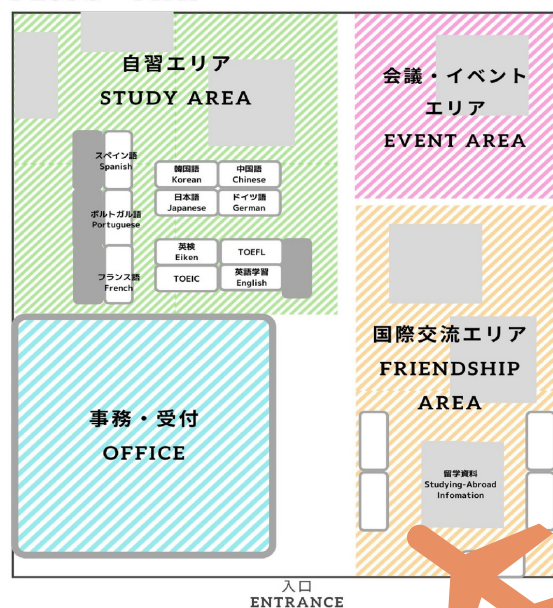 自習エリア
STUDY AREA
会議・イベント
エリア
EVENT AREA
スペイン語
Spanish
韓国語
Korean
中国語
Chinese
日本語
Japanese
ドイツ語
German
ポルトガル語
Portuguese
英検
Eiken
TOEFL
フランス語
French
TOEIC
英語学習
English
国際交流エリア
FRIENDSHIP
AREA
事務・受付
OFFICE
留学資料
Studying-Abroad
Infomation
入口
ENTRANCE